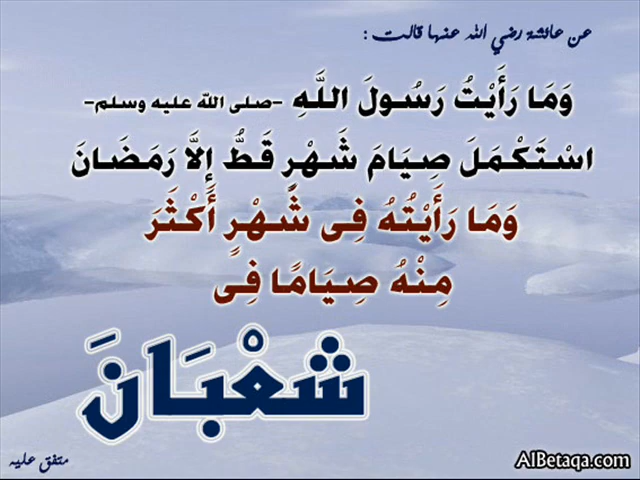 عن عائشة رضي الله عنها قالت :
وَمَا رَأَيْتُ رَسُولَ اللَّهِ -صلى الله عليه وسلم-
اسْتَكْمَلَ صِيَامَ شَهْرٍ قَطُّ إِلَّا رَمَضَانَ
وَمَا رَأَيْتُهُ فِى شَهْرٍ أَكْثَرَ
مِنْهُ صِيَامًا فِى
شَعْبَانَ
متفق عليه
AlBetaqa.com